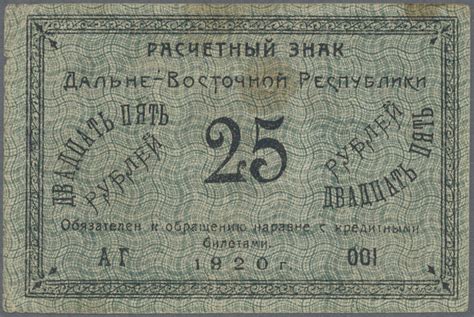 РАСЧЕТНЫЙ ЗНАК
ДАЛЬНЕ-ВОСТОЧНОЙ РЕСПУБЛИКИ
ДВАДЦАТЬ ПЯТЬ
РУБЛЕЙ
25
РУБЛЕЙ
ДВАДЦАТЬ ПЯТЬ
Обязателен к обращению наравне с кредитными
билетами.
АГ
001
1920 г.